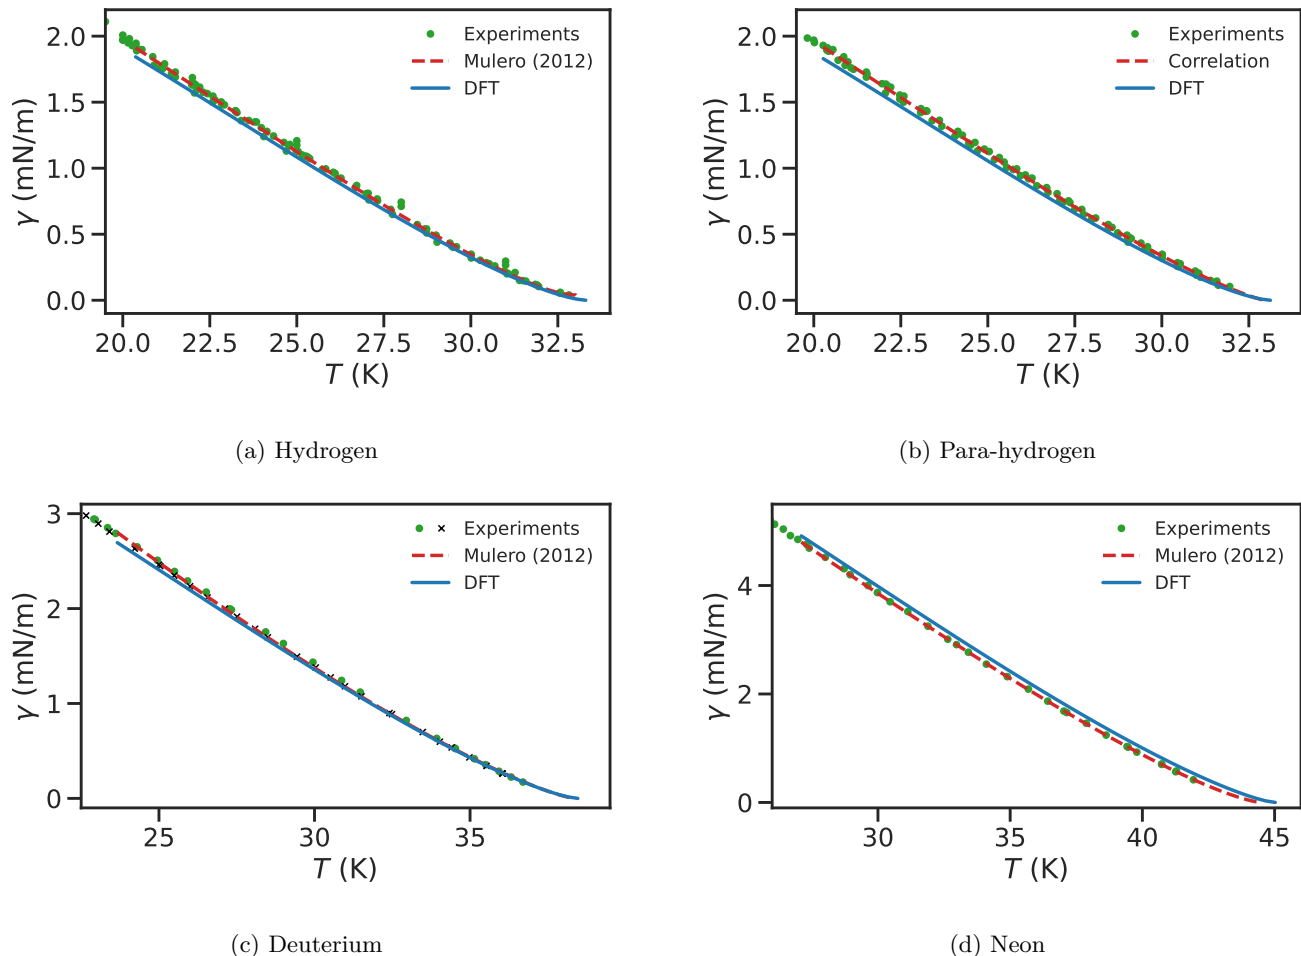 2.0
1.5
1.0
0.5
0.0
γ (mN/m)
Experiments
Mulero (2012)
DFT
20.0 22.5 25.0 27.5 30.0 32.5
T (K)
(a) Hydrogen
2.0
1.5
1.0
0.5
0.0
γ (mN/m)
Experiments
Correlation
DFT
20.0 22.5 25.0 27.5 30.0 32.5
T (K)
(b) Para-hydrogen
3
2
1
0
γ (mN/m)
Experiments
Mulero (2012)
DFT
25 30 35
T (K)
(c) Deuterium
4
2
0
γ (mN/m)
Experiments
Mulero (2012)
DFT
30 35 40 45
T (K)
(d) Neon